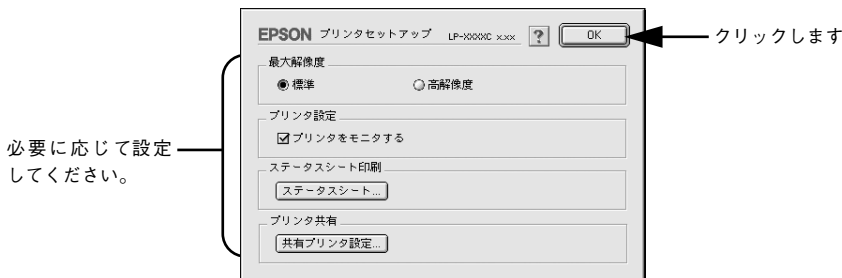 EPSON プリンタセットアップ LP-XXXXC x.xx ? OK
クリックします
最大解像度
標準 高解像度
プリンタ設定
プリンタをモニタする
必要に応じて設定
してください。
ステータスシート印刷
ステータスシート...
プリンタ共有
共有プリンタ設定...